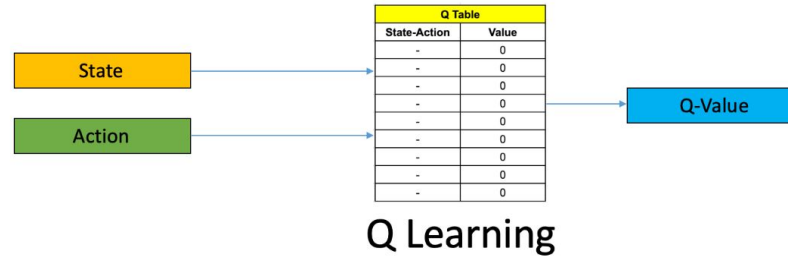 Q Table
State-Action Value
- 0
- 0
- 0
- 0
- 0
- 0
- 0
- 0
- 0
State
Action
Q-Value
Q Learning